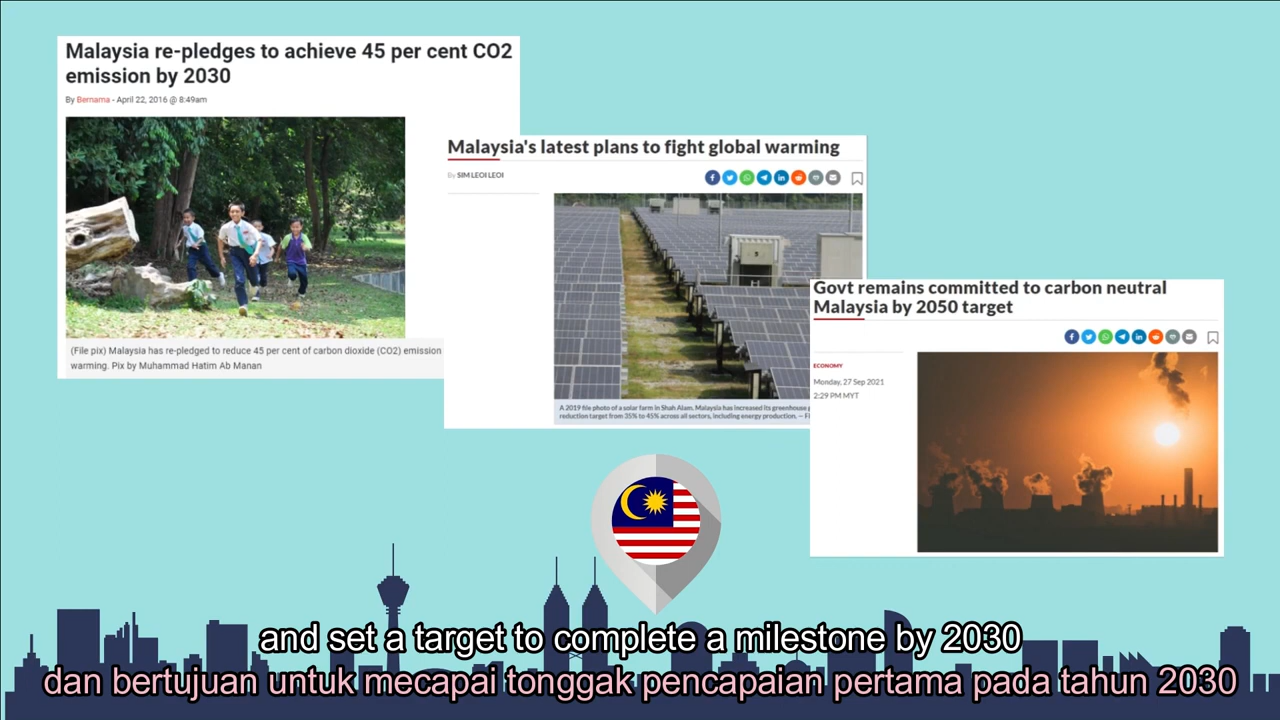 Malaysia re-pledges to achieve 45 per cent CO2
emission by 2030
By Bernama - April 22, 2016 @ 8:49am
(File pix) Malaysia has re-pledged to reduce 45 per cent of carbon dioxide (CO2) emission
warming. Pix by Muhammad Hatim Ab Manan
Malaysia's latest plans to fight global warming
By SIM LEOI LEOI
A 2019 file photo of a solar farm in Shah Alam. Malaysia has increased its greenhouse
reduction target from 35% to 45% across all sectors, including energy production. —
Govt remains committed to carbon neutral
Malaysia by 2050 target
ECONOMY
Monday, 27 Sep 2021
2:29 PM MYT
and set a target to complete a milestone by 2030
dan bertujuan untuk mecapai tonggak pencapaian pertama pada tahun 2030